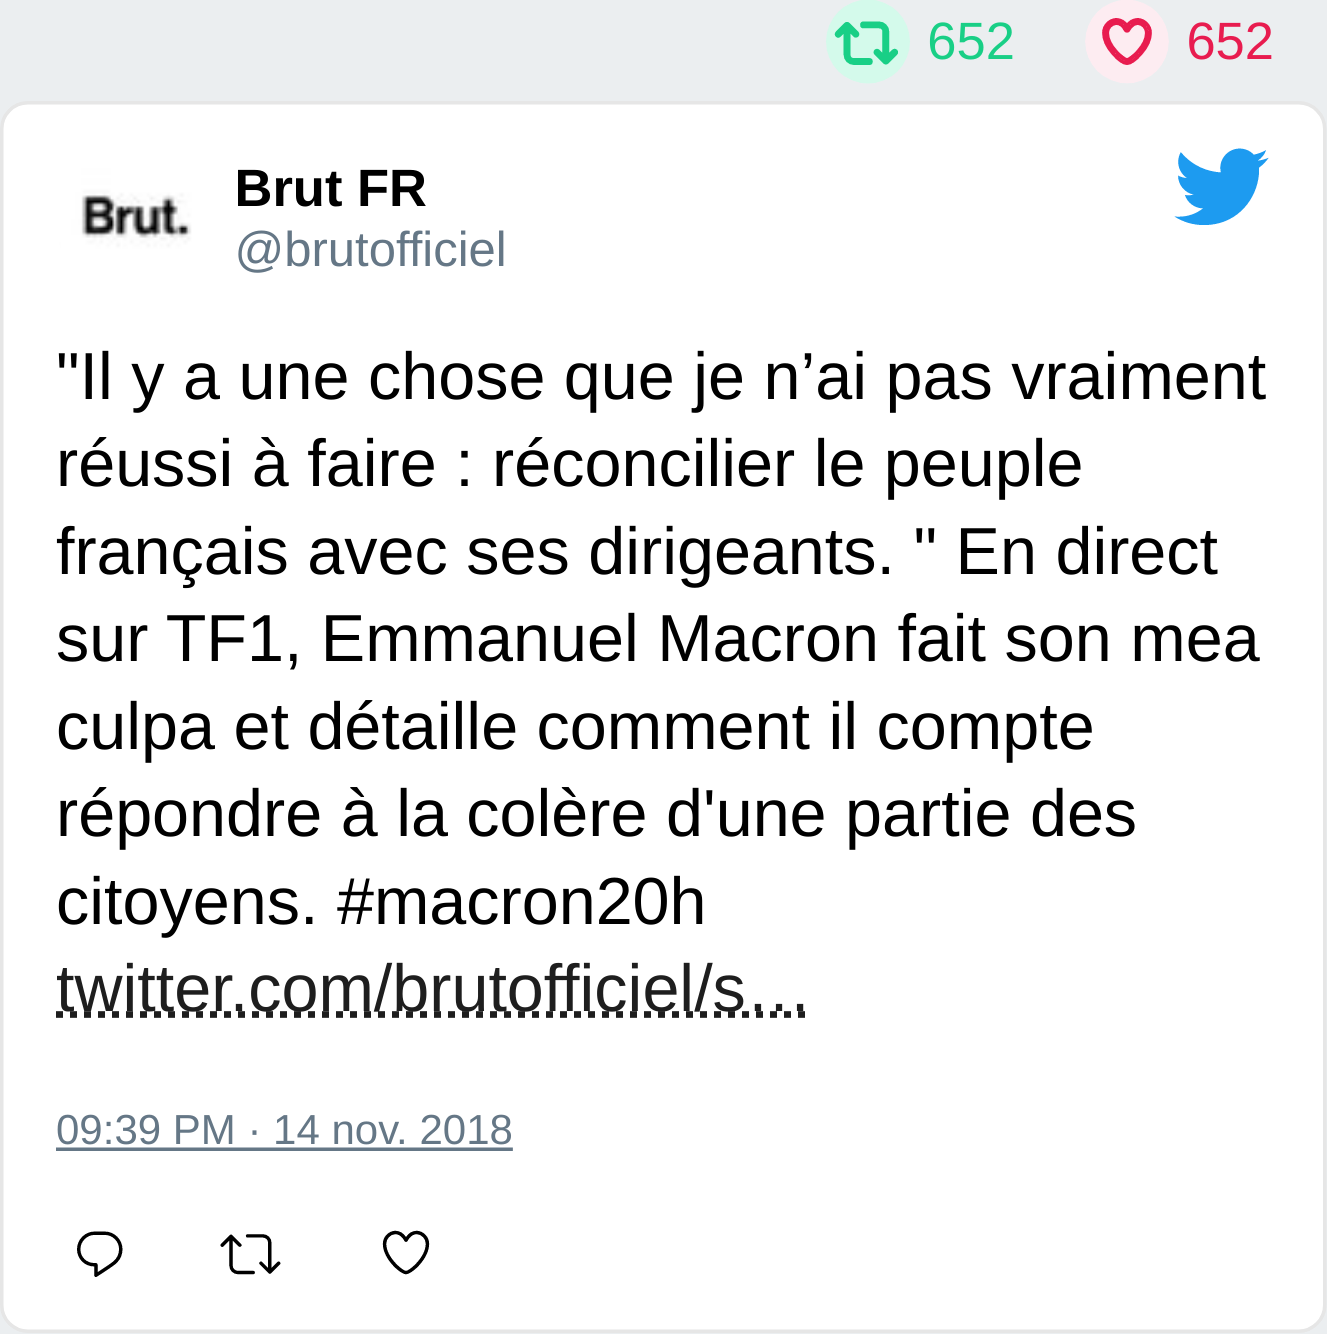 652 652
Brut.
Brut FR
@brutofficiel
"Il y a une chose que je n’ai pas vraiment
réussi à faire : réconcilier le peuple
français avec ses dirigeants. " En direct
sur TF1, Emmanuel Macron fait son mea
culpa et détaille comment il compte
répondre à la colère d'une partie des
citoyens. #macron20h
twitter.com/brutofficiel/s…
09:39 PM · 14 nov. 2018